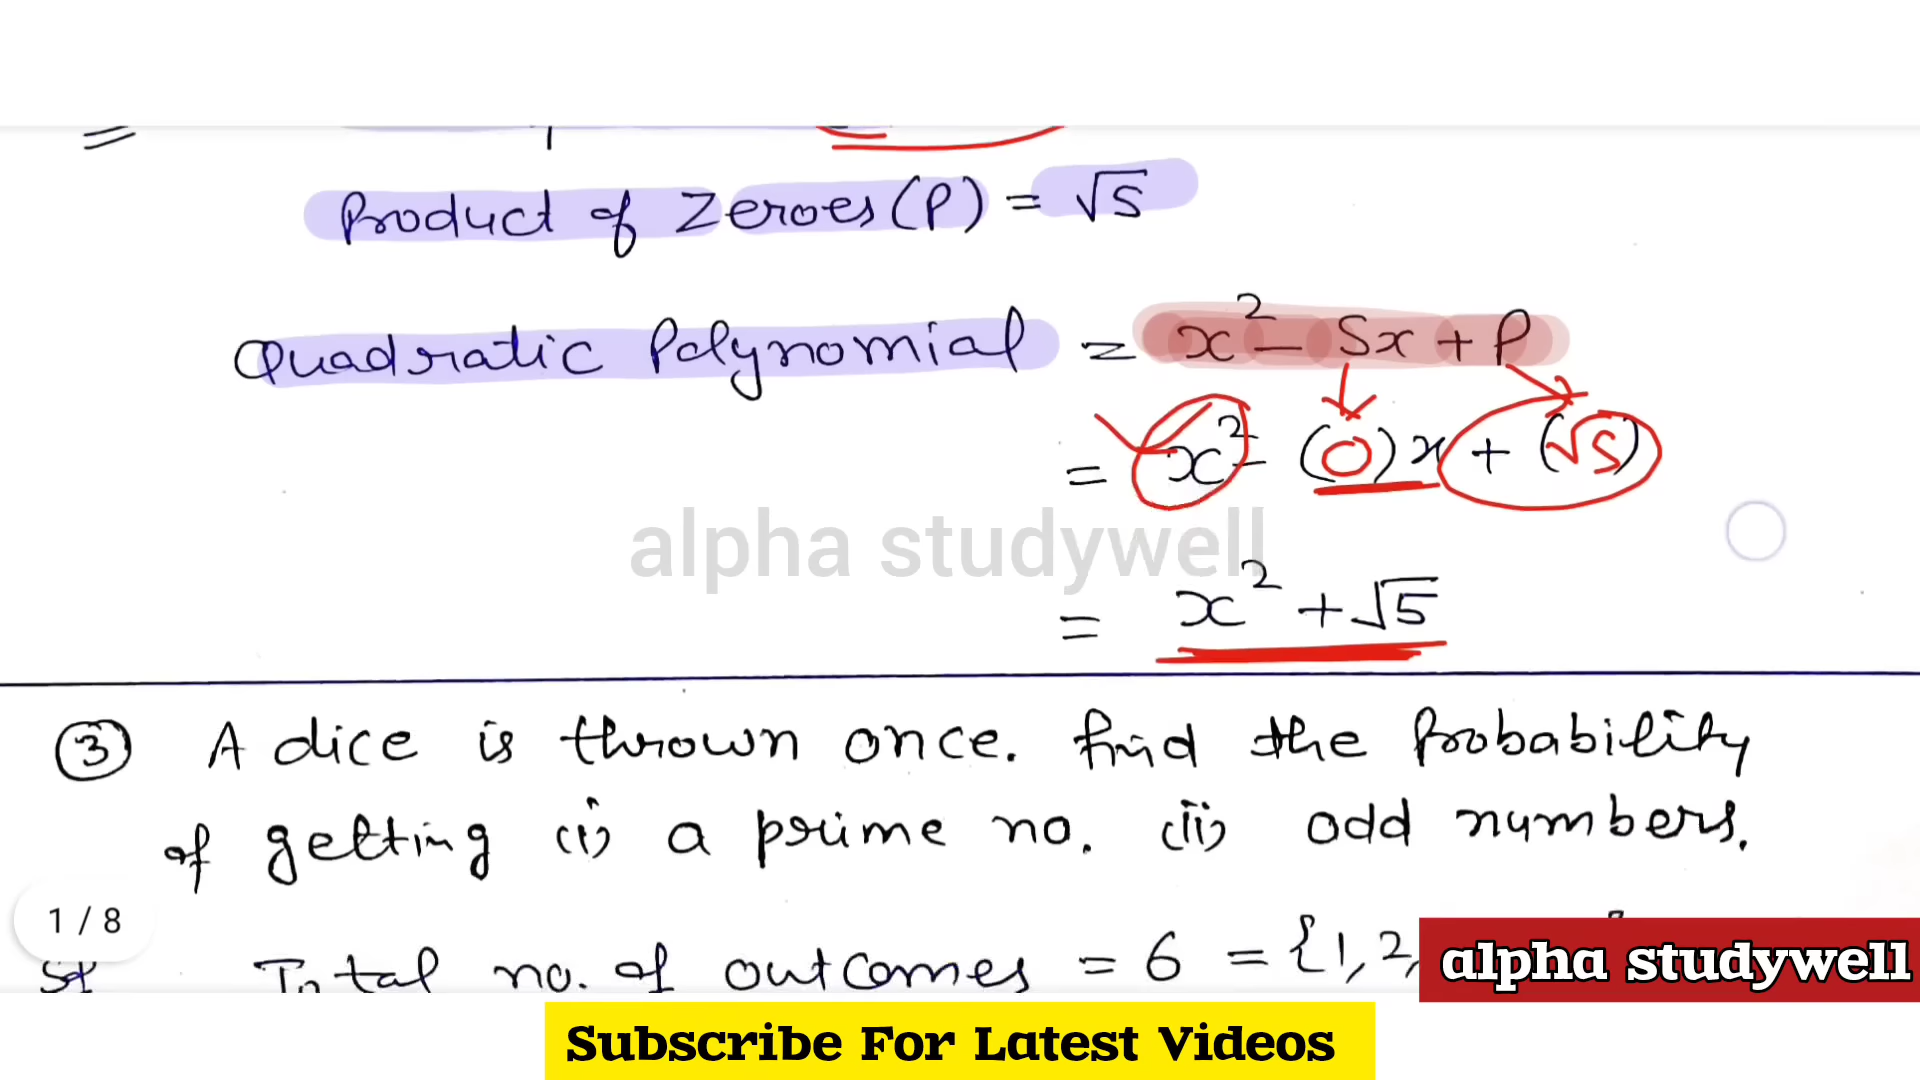 =
Product of Zeroes (P) = √5
Quadratic Polynomial = x² - Sx + P
= x² - (0)x + (√5)
alpha studywell
= x² + √5
③ A dice is thrown once. find the Probability
of getting (i) a prime no. (ii) odd numbers.
1 / 8
Sol Total no. of outcomes = 6 = {1, 2,
alpha studywell
Subscribe For Latest Videos